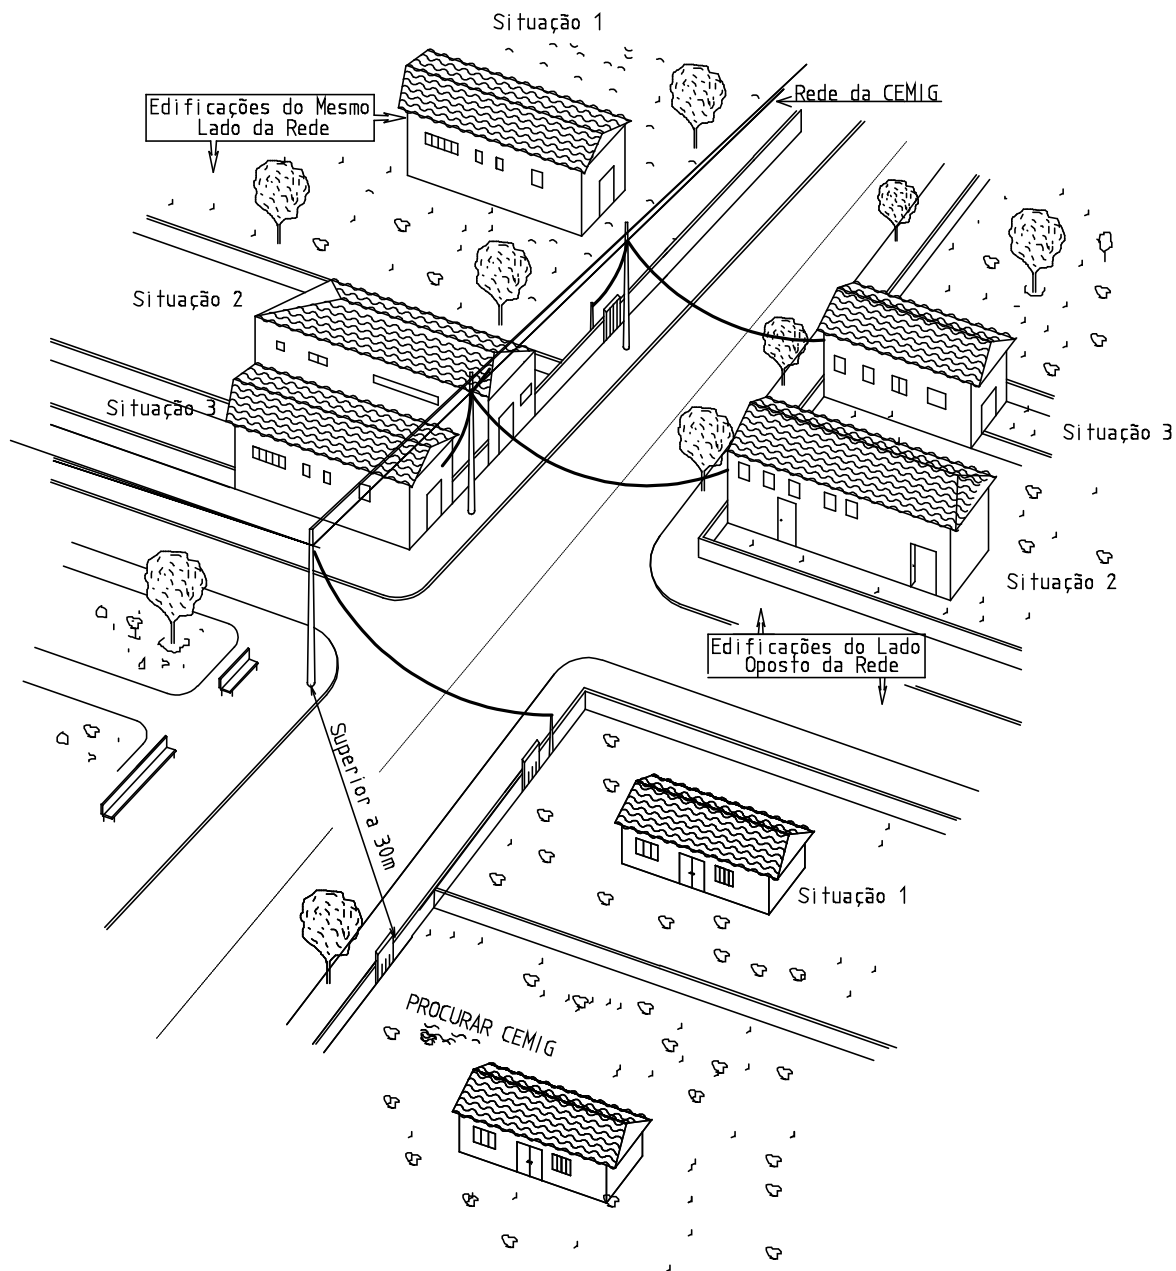 Situação 1
Rede da CEMIG
Edificações do Mesmo
Lado da Rede
Situação 2
Situação 3
Situação 3
Situação 2
Edificações do Lado
Oposto da Rede
Superior a 30m
Situação 1
PROCURAR CEMIG